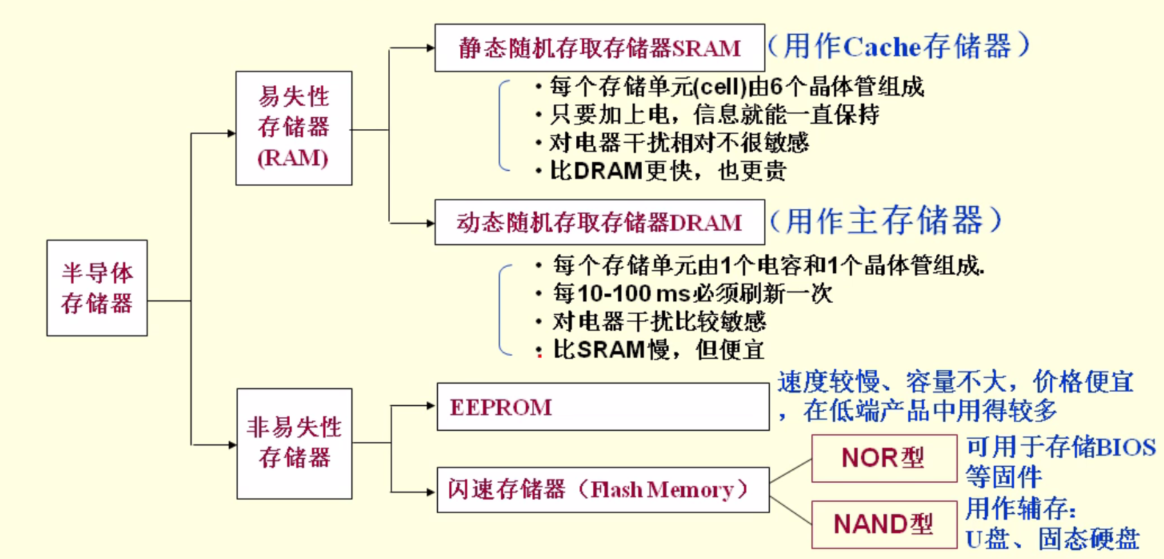 静态随机存取存储器SRAM（用作Cache存储器）
·每个存储单元(cell)由6个晶体管组成
·只要加上电，信息就能一直保持
·对电器干扰相对不很敏感
·比DRAM更快，也更贵
易失性
存储器
(RAM)
动态随机存取存储器DRAM（用作主存储器）
·每个存储单元由1个电容和1个晶体管组成.
·每10-100 ms必须刷新一次
·对电器干扰比较敏感
·比SRAM慢，但便宜
半导体
存储器
非易失性
存储器
EEPROM
速度较慢、容量不大，价格便宜
，在低端产品中用得较多
闪速存储器（Flash Memory）
NOR型
可用于存储BIOS
等固件
NAND型
用作辅存：
U盘、固态硬盘